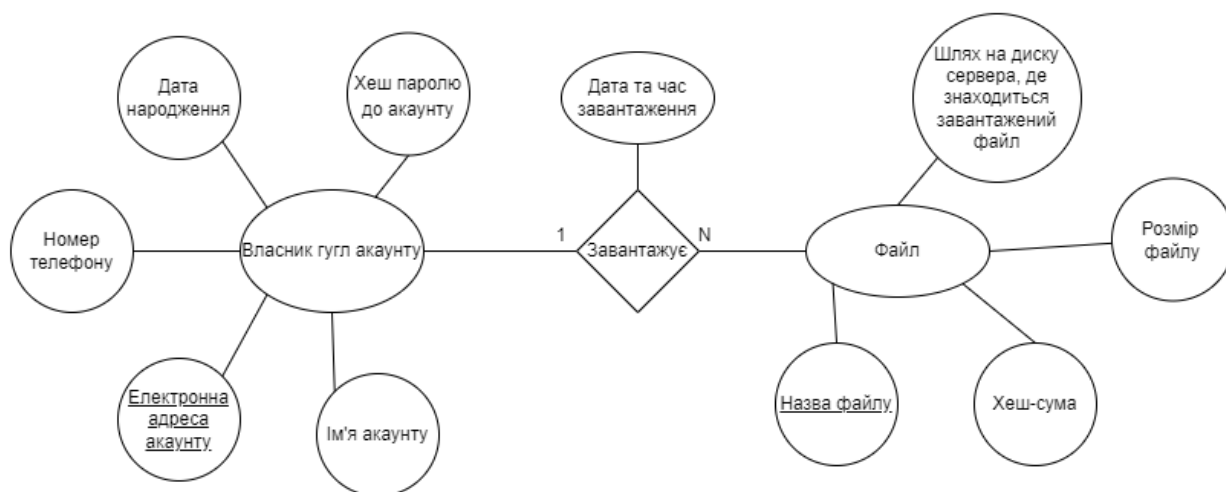 Дата
народження
Хеш паролю
до акаунту
Дата та час
завантаження
Шлях на диску
сервера, де
знаходиться
завантажений
файл
Номер
телефону
Власник гугл акаунту
1
Завантажує
N
Файл
Розмір
файлу
Електронна
адреса
акаунту
Ім'я акаунту
Назва файлу
Хеш-сума